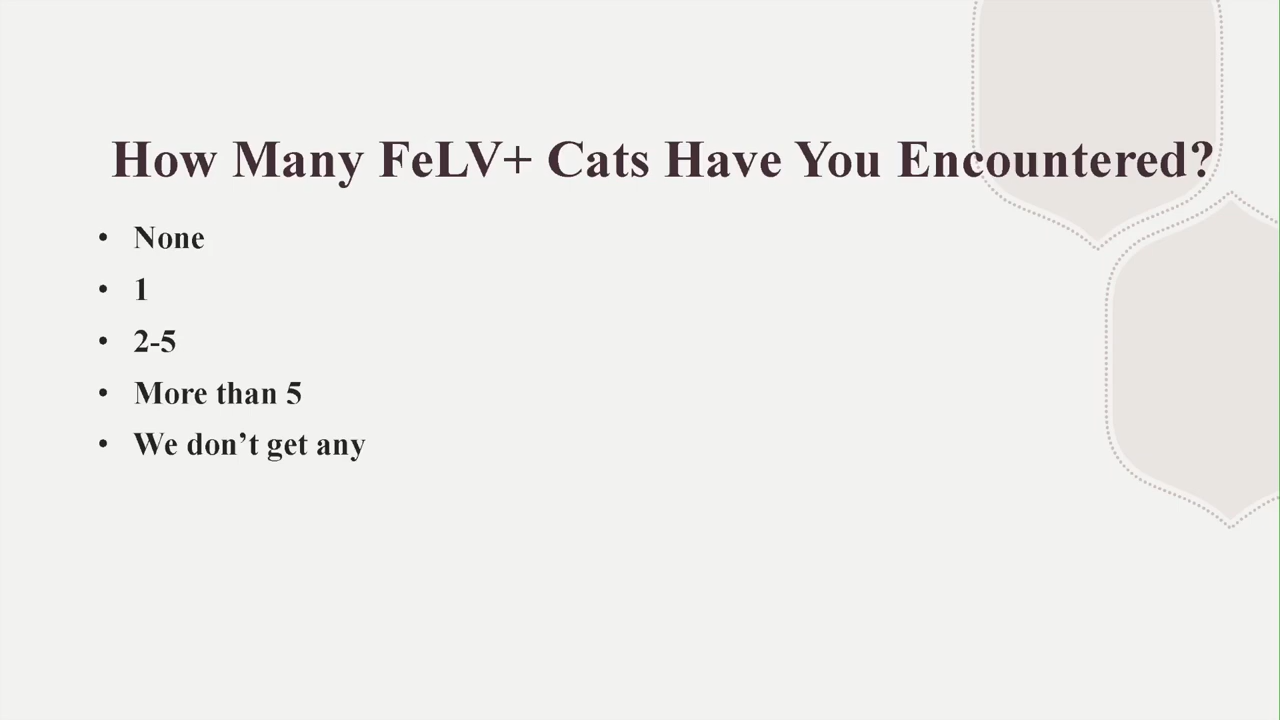 How Many FeLV+ Cats Have You Encountered?
• None
• 1
• 2-5
• More than 5
• We don’t get any